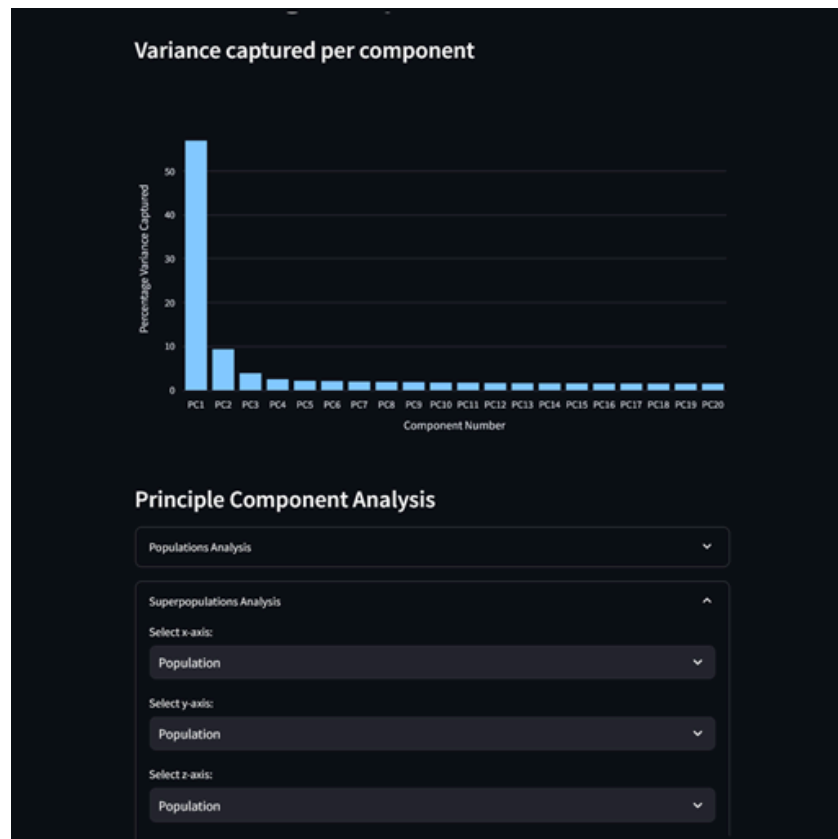 Variance captured per component
50
40
30
20
10
0
Percentage Variance Captured
PC1 PC2 PC3 PC4 PC5 PC6 PC7 PC8 PC9 PC10 PC11 PC12 PC13 PC14 PC15 PC16 PC17 PC18 PC19 PC20
Component Number
Principle Component Analysis
Populations Analysis
Superpopulations Analysis
Select x-axis:
Population
Select y-axis:
Population
Select z-axis:
Population